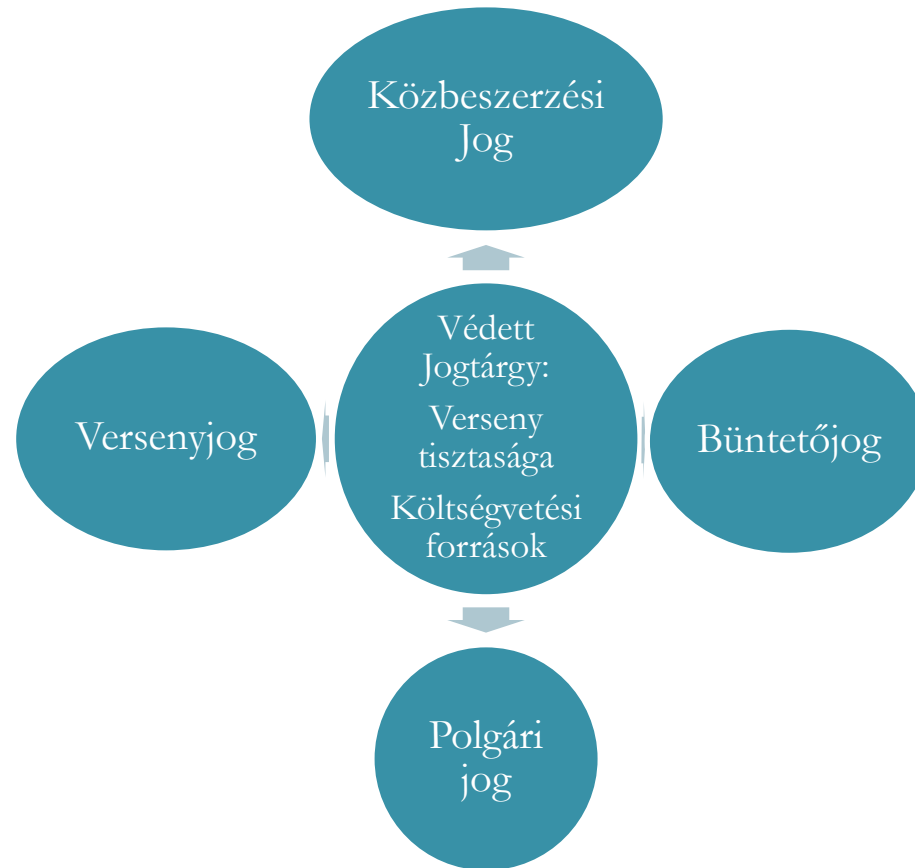 Közbeszerzési
Jog
Védett
Jogtárgy:
Verseny
tisztasága
Költségvetési
források
Versenyjog
Büntetőjog
Polgári
jog